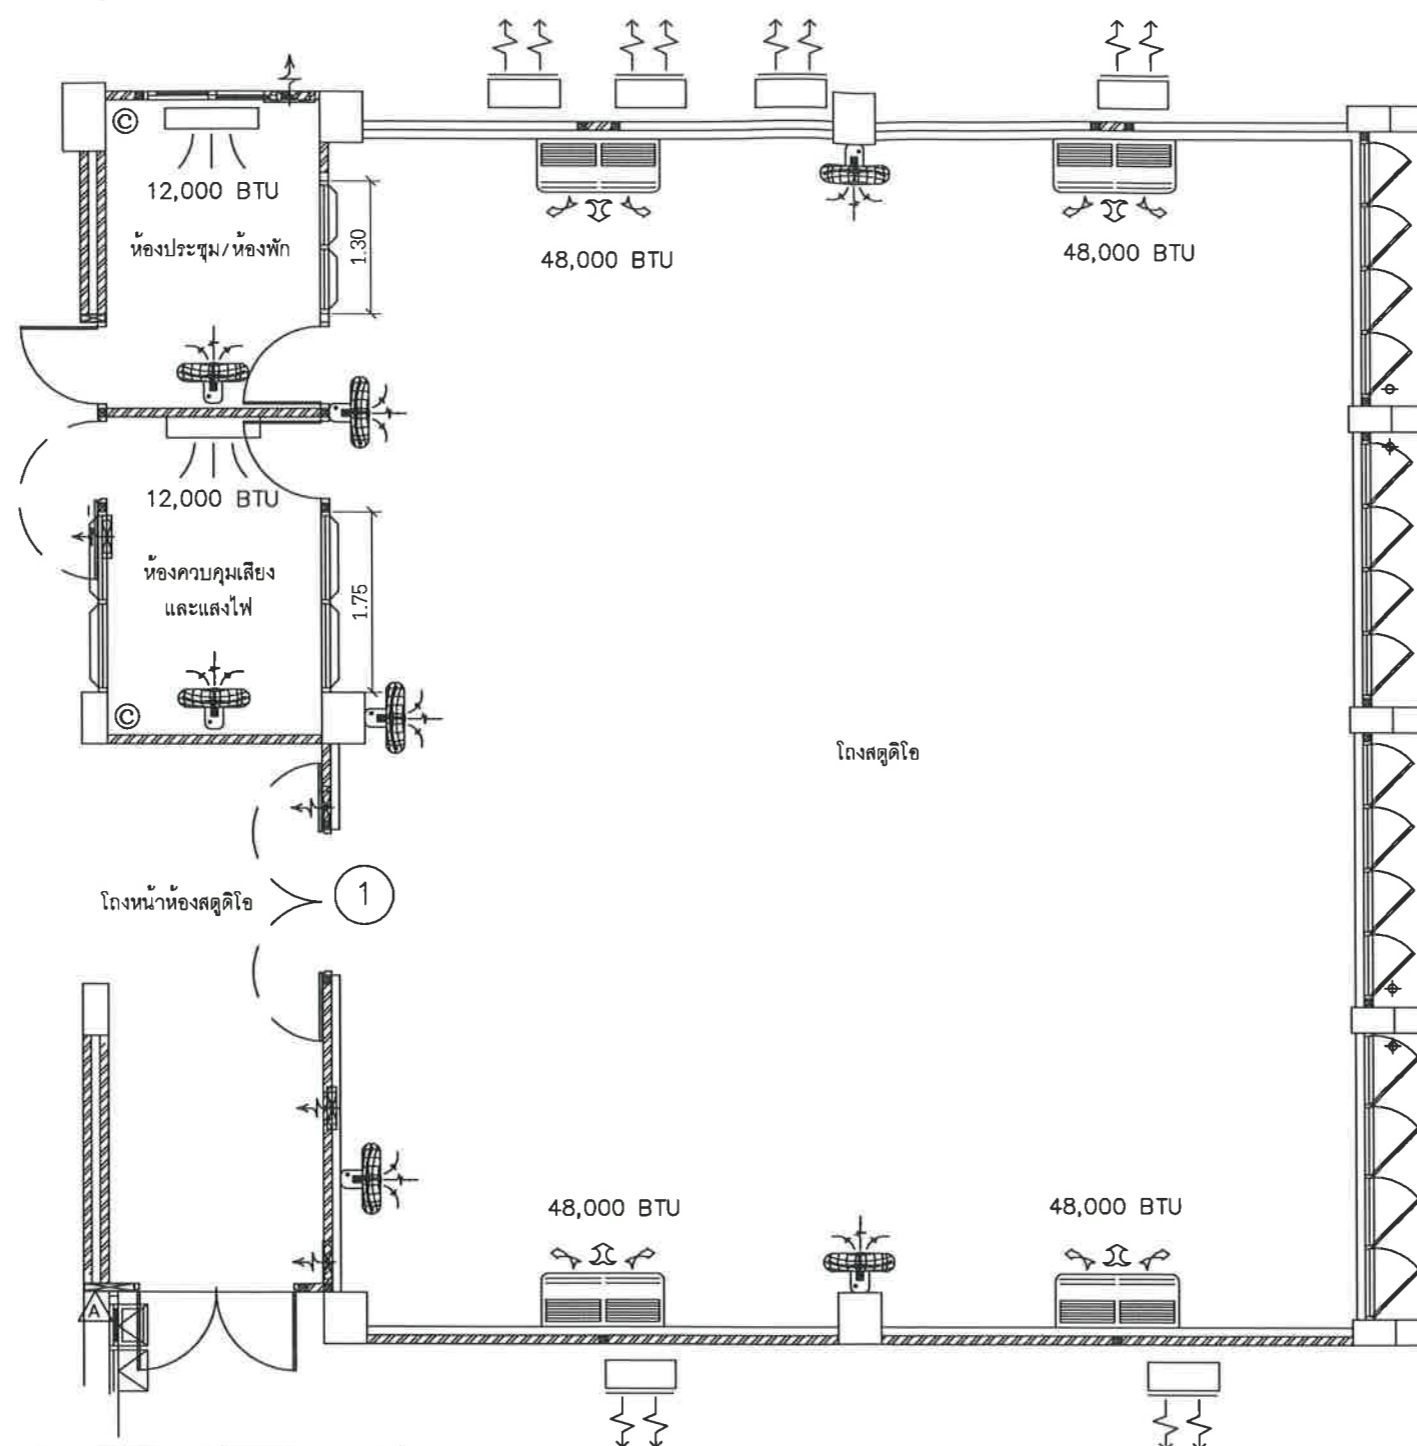 ©
12,000 BTU
ห้องประชุม/ห้องพัก
1.30
48,000 BTU
48,000 BTU
12,000 BTU
ห้องควบคุมเสียง
และแสงไฟ
1.75
©
โถงสตูดิโอ
โถงหน้าห้องสตูดิโอ
1
48,000 BTU
48,000 BTU
A